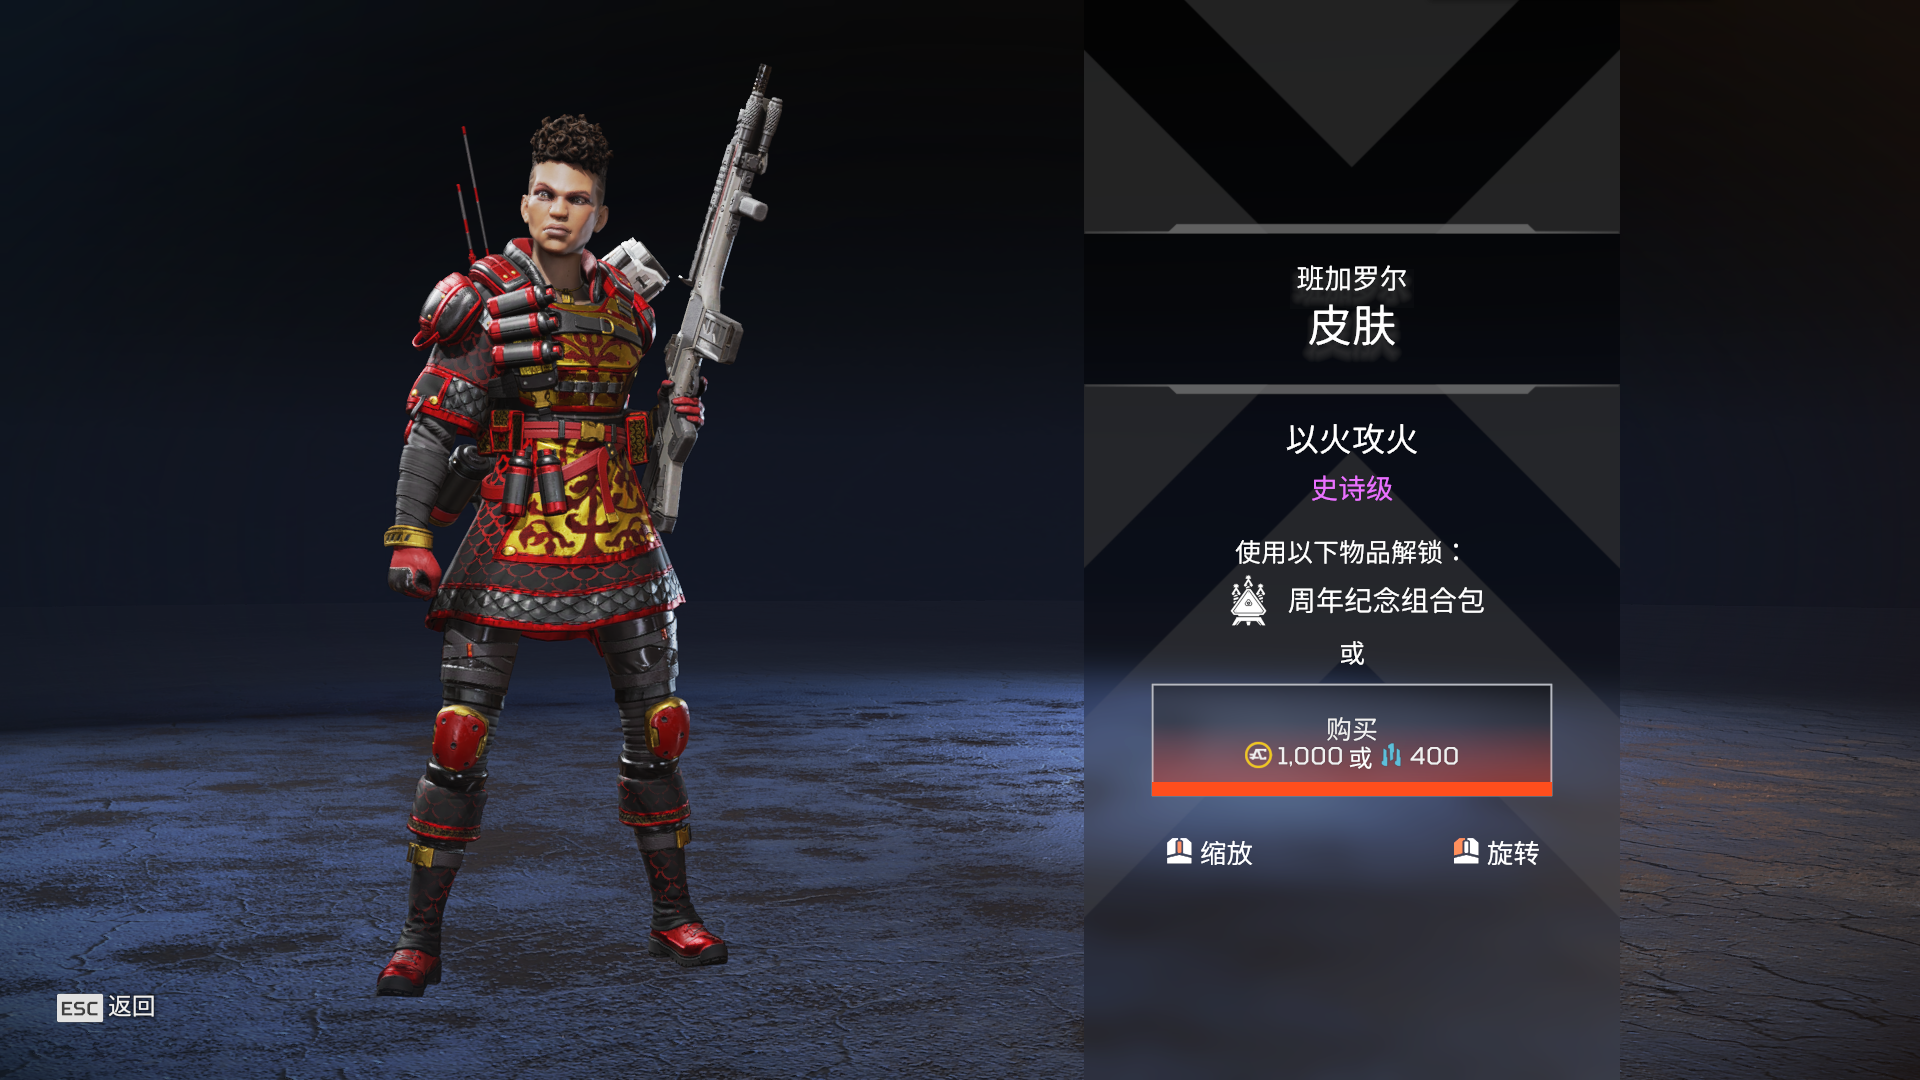 班加罗尔
皮肤
以火攻火
史诗级
使用以下物品解锁：
周年纪念组合包
或
购买
1,000 或 400
缩放 旋转
ESC 返回